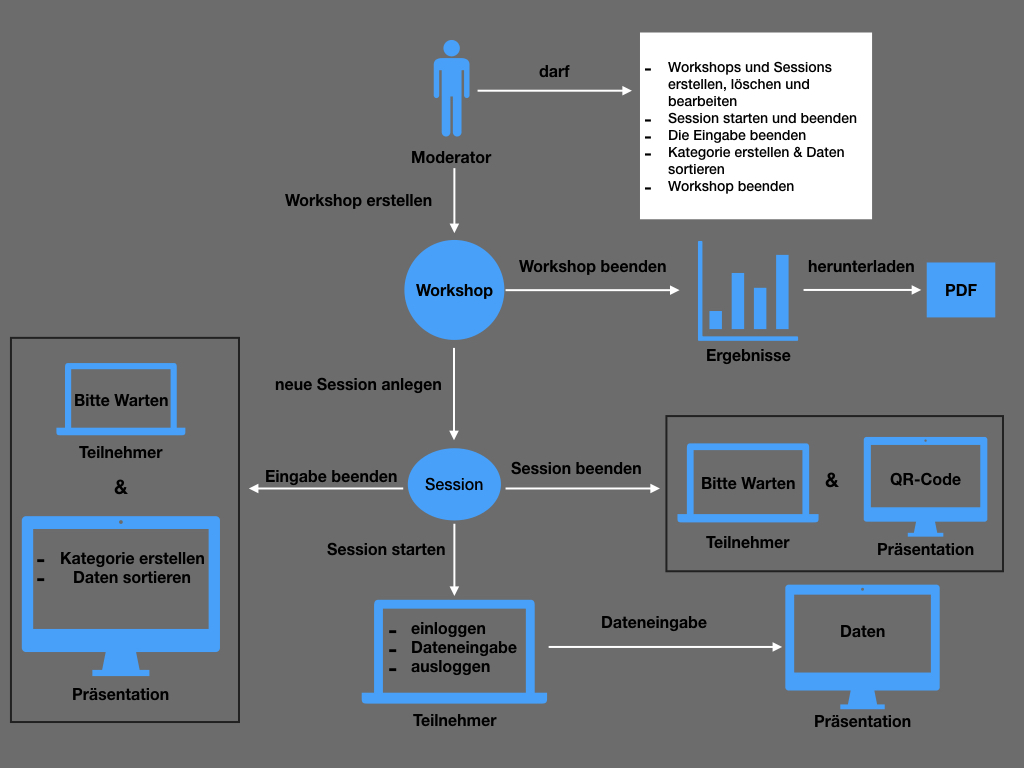 darf
- Workshops und Sessions
erstellen, löschen und
bearbeiten
- Session starten und beenden
- Die Eingabe beenden
- Kategorie erstellen & Daten
sortieren
- Workshop beenden
Moderator
Workshop erstellen
Workshop
Workshop beenden
Ergebnisse
herunterladen
PDF
neue Session anlegen
Session
Eingabe beenden
Bitte Warten
Teilnehmer
&
- Kategorie erstellen
- Daten sortieren
Präsentation
Session beenden
Bitte Warten
Teilnehmer
&
QR-Code
Präsentation
Session starten
- einloggen
- Dateneingabe
- ausloggen
Teilnehmer
Dateneingabe
Daten
Präsentation